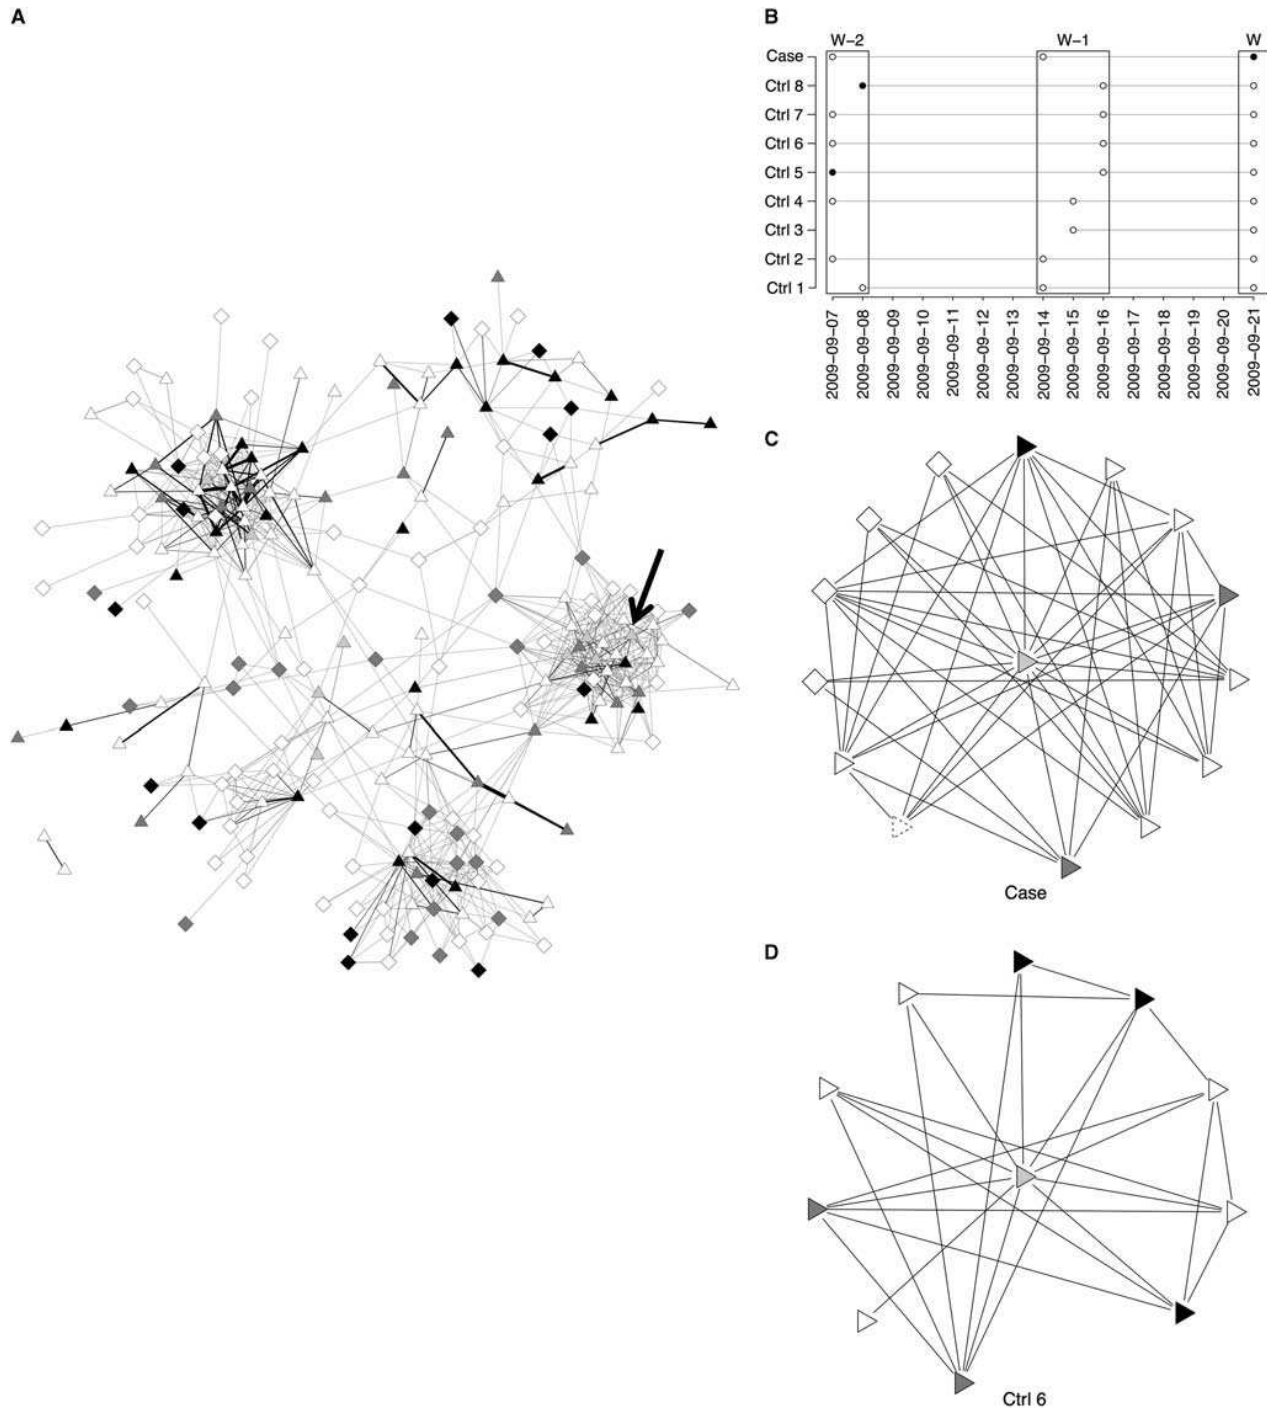 A
B
W−2
W−1
W
Case
Ctrl 8
Ctrl 7
Ctrl 6
Ctrl 5
Ctrl 4
Ctrl 3
Ctrl 2
Ctrl 1
2009−09−07
2009−09−08
2009−09−09
2009−09−10
2009−09−11
2009−09−12
2009−09−13
2009−09−14
2009−09−15
2009−09−16
2009−09−17
2009−09−18
2009−09−19
2009−09−20
2009−09−21
C
Case
D
Ctrl 6